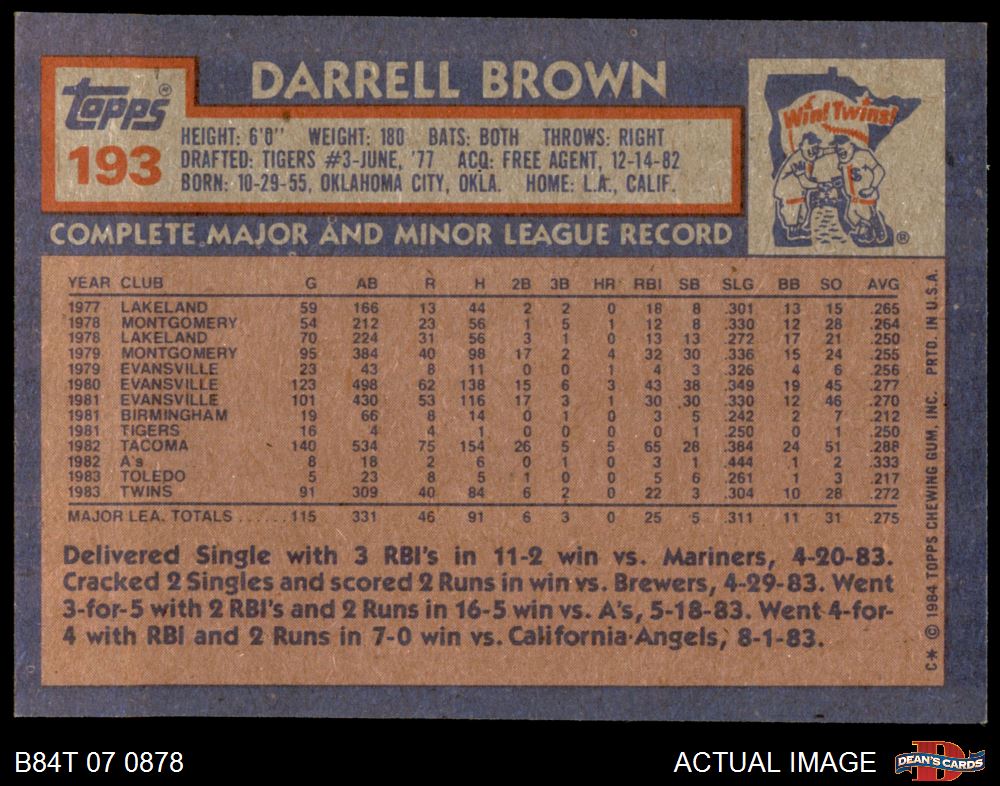 DARRELL BROWN
Topps®
193
HEIGHT: 6'0" WEIGHT: 180 BATS: BOTH THROWS: RIGHT
DRAFTED: TIGERS #3-JUNE, '77 ACQ: FREE AGENT, 12-14-82
BORN: 10-29-55, OKLAHOMA CITY, OKLA. HOME: L.A., CALIF.
Win! Twins!
M S
®
COMPLETE MAJOR AND MINOR LEAGUE RECORD
YEAR CLUB G AB R H 2B 3B HR RBI SB SLG BB SO AVG
1977 LAKELAND 59 166 13 44 2 2 0 18 8 .301 13 15 .265
1978 MONTGOMERY 54 212 23 56 1 5 1 12 8 .330 12 28 .264
1978 LAKELAND 70 224 31 56 3 1 0 13 13 .272 17 21 .250
1979 MONTGOMERY 95 384 40 98 17 2 4 32 30 .336 15 24 .255
1979 EVANSVILLE 23 43 8 11 0 0 1 4 3 .326 4 6 .256
1980 EVANSVILLE 123 498 62 138 15 6 3 43 38 .349 19 45 .277
1981 EVANSVILLE 101 430 53 116 17 3 1 30 30 .330 12 46 .270
1981 BIRMINGHAM 19 66 8 14 0 1 0 3 5 .242 2 7 .212
1981 TIGERS 16 4 4 1 0 0 0 0 1 .250 0 1 .250
1982 TACOMA 140 534 75 154 26 5 5 65 28 .384 24 51 .288
1982 A's 8 18 2 6 0 1 0 3 1 .444 1 2 .333
1983 TOLEDO 5 23 8 5 1 0 0 5 6 .261 1 3 .217
1983 TWINS 91 309 40 84 6 2 0 22 3 .304 10 28 .272
MAJOR LEA. TOTALS ...... 115 331 46 91 6 3 0 25 5 .311 11 31 .275
Delivered Single with 3 RBI's in 11-2 win vs. Mariners, 4-20-83.
Cracked 2 Singles and scored 2 Runs in win vs. Brewers, 4-29-83. Went
3-for-5 with 2 RBI's and 2 Runs in 16-5 win vs. A's, 5-18-83. Went 4-for-
4 with RBI and 2 Runs in 7-0 win vs. California Angels, 8-1-83.
C* © 1984 TOPPS CHEWING GUM, INC. PRTD. IN U.S.A.
B84T 07 0878
ACTUAL IMAGE
D
DEAN'S CARDS